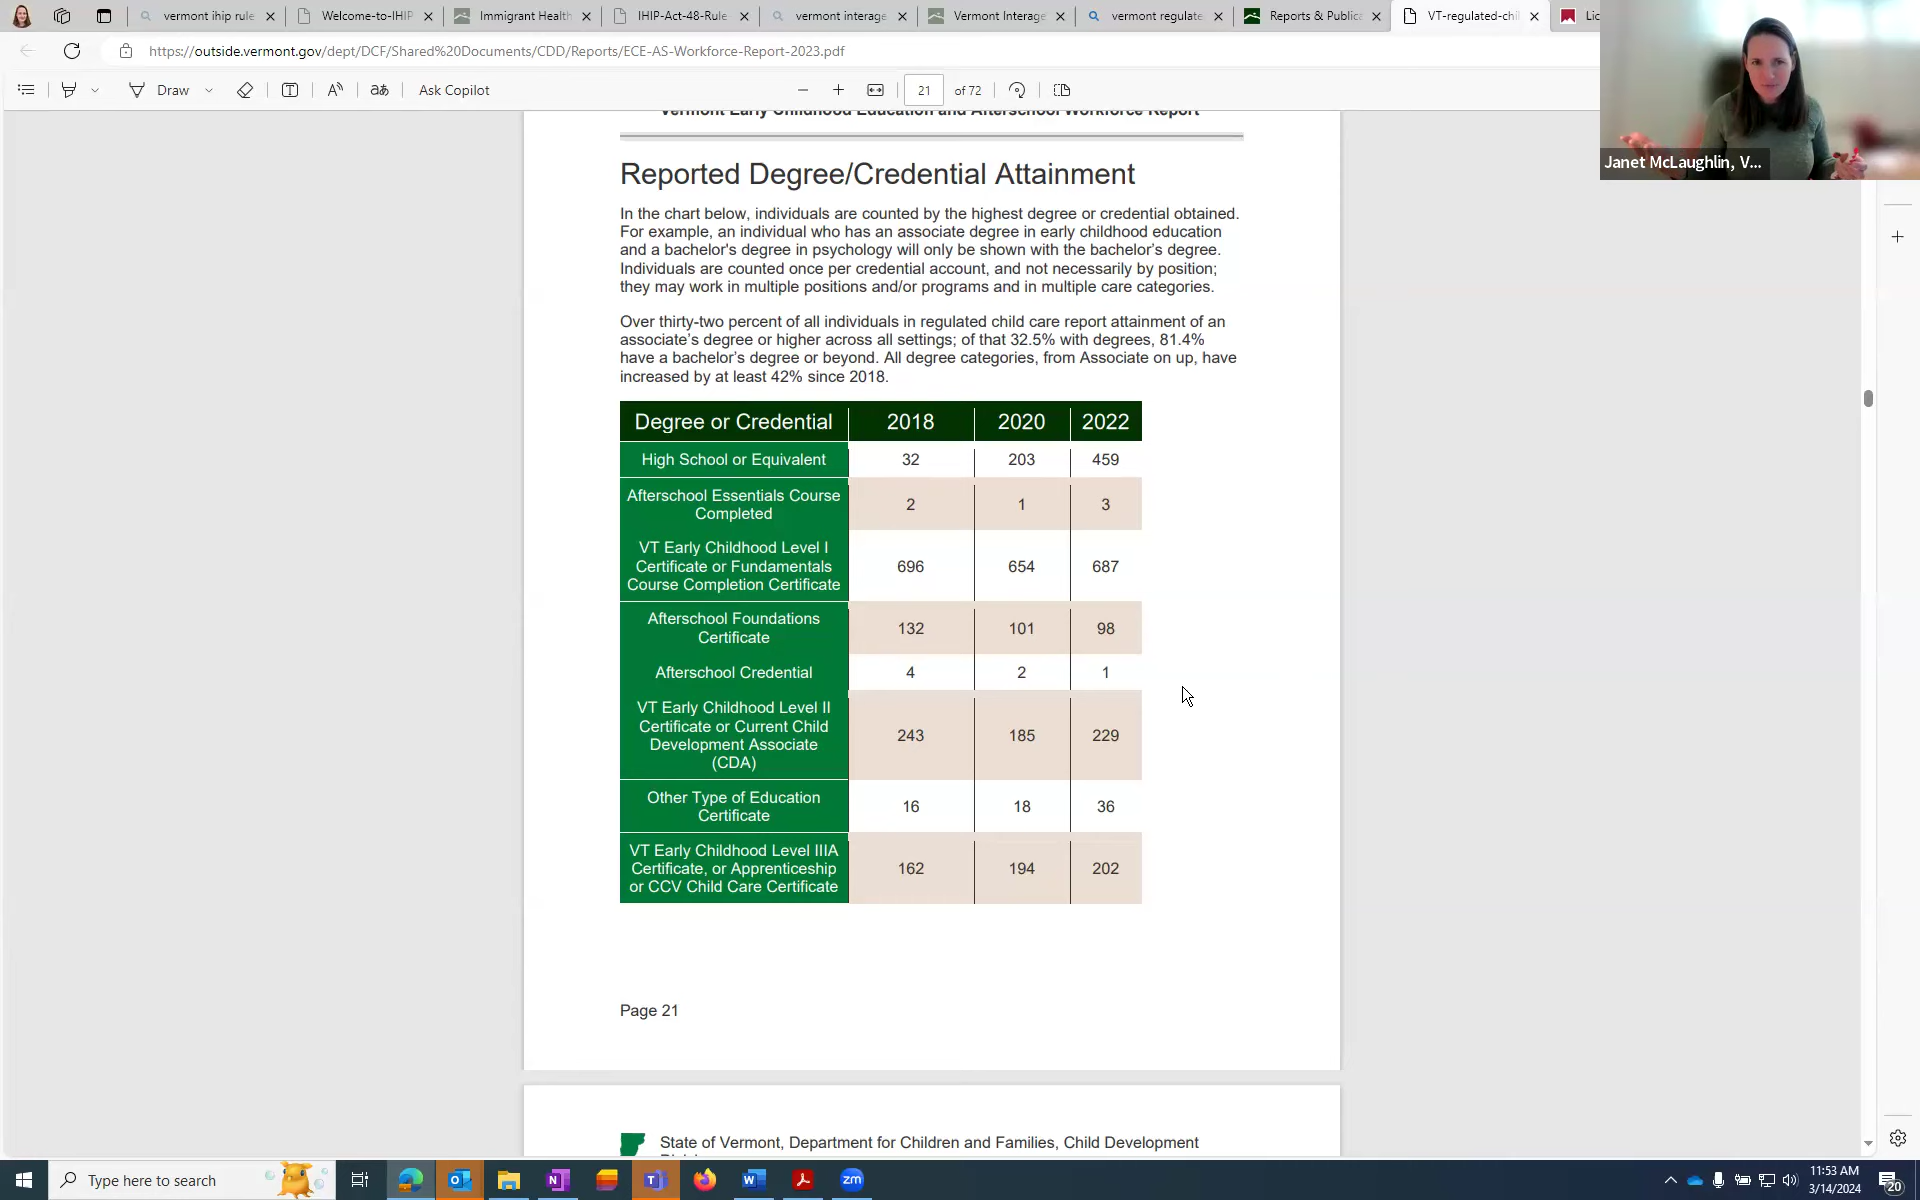 vermont ihip rule
Welcome-to-IHIP
Immigrant Health
IHIP-Act-48-Rule-
vermont interage
Vermont Interage
vermont regulate
Reports & Publica
VT-regulated-chi
Lic
https://outside.vermont.gov/dept/DCF/Shared%20Documents/CDD/Reports/ECE-AS-Workforce-Report-2023.pdf
Draw
Ask Copilot
21
of 72
Janet McLaughlin, V...
Vermont Early Childhood Education and Afterschool Workforce Report
Reported Degree/Credential Attainment
In the chart below, individuals are counted by the highest degree or credential obtained.
For example, an individual who has an associate degree in early childhood education
and a bachelor's degree in psychology will only be shown with the bachelor's degree.
Individuals are counted once per credential account, and not necessarily by position;
they may work in multiple positions and/or programs and in multiple care categories.
Over thirty-two percent of all individuals in regulated child care report attainment of an
associate's degree or higher across all settings; of that 32.5% with degrees, 81.4%
have a bachelor's degree or beyond. All degree categories, from Associate on up, have
increased by at least 42% since 2018.
Degree or Credential 2018 2020 2022
High School or Equivalent 32 203 459
Afterschool Essentials Course
Completed 2 1 3
VT Early Childhood Level I
Certificate or Fundamentals 696 654 687
Course Completion Certificate
Afterschool Foundations
Certificate 132 101 98
Afterschool Credential 4 2 1
VT Early Childhood Level II
Certificate or Current Child 243 185 229
Development Associate
(CDA)
Other Type of Education
Certificate 16 18 36
VT Early Childhood Level IIIA
Certificate, or Apprenticeship 162 194 202
or CCV Child Care Certificate
Page 21
State of Vermont, Department for Children and Families, Child Development
Type here to search
11:53 AM
3/14/2024
20